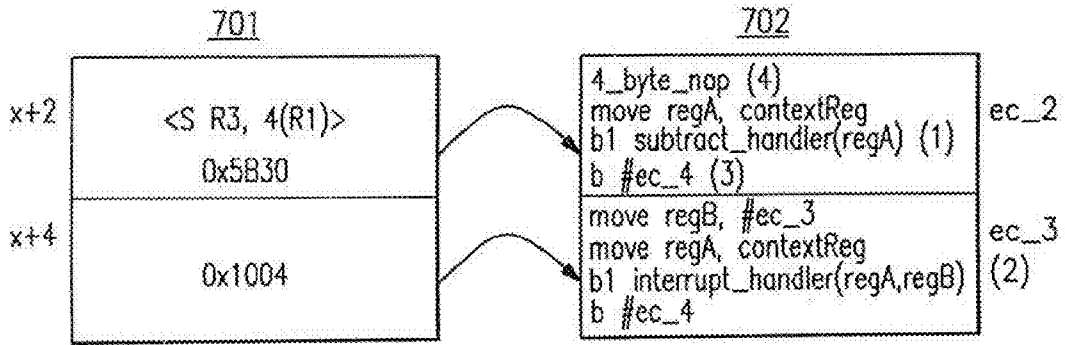 701
702
x+2
<S R3, 4(R1)>
0x5B30
4_byte_nop (4)
move regA, contextReg
b1 subtract_handler(regA) (1)
b #ec_4 (3)
ec_2
x+4
0x1004
move regB, #ec_3
move regA, contextReg
b1 interrupt_handler(regA,regB)
b #ec_4
ec_3
(2)